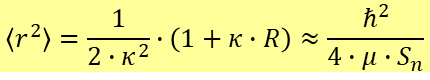 ⟨r²⟩ = 1 / (2 · κ²) · (1 + κ · R) ≈ ℏ² / (4 · μ · Sₙ)